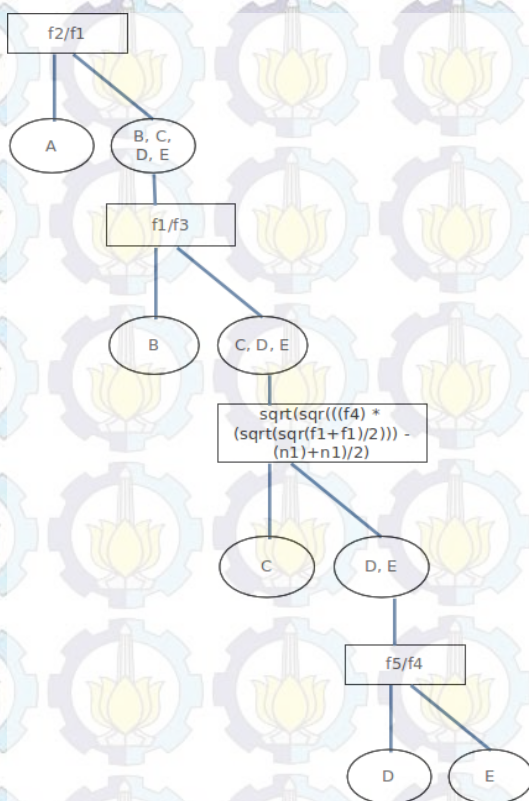 f2/f1
A
B, C,
D, E
f1/f3
B
C, D, E
sqrt(sqr(((f4) *
(sqrt(sqr(f1+f1)/2))) -
(n1)+n1)/2)
C
D, E
f5/f4
D
E